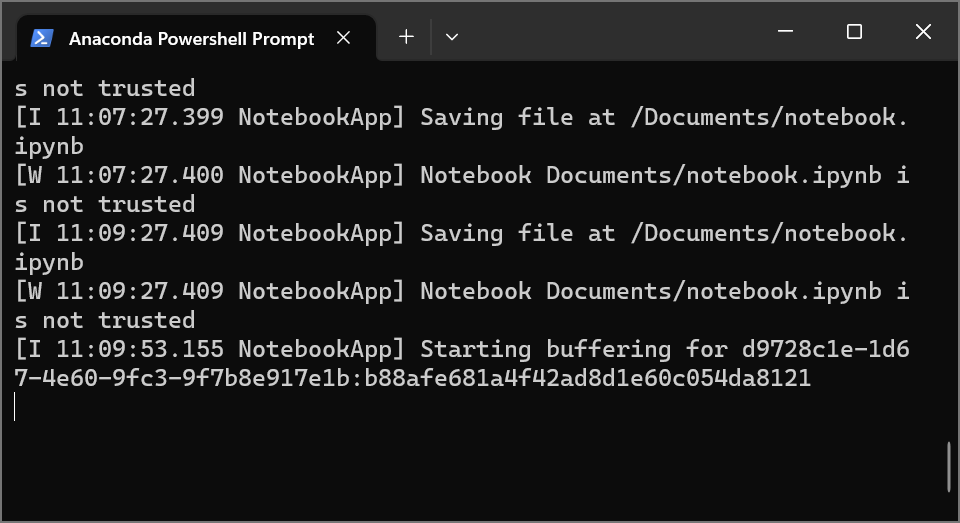 Anaconda Powershell Prompt
s not trusted
[I 11:07:27.399 NotebookApp] Saving file at /Documents/notebook.
ipynb
[W 11:07:27.400 NotebookApp] Notebook Documents/notebook.ipynb i
s not trusted
[I 11:09:27.409 NotebookApp] Saving file at /Documents/notebook.
ipynb
[W 11:09:27.409 NotebookApp] Notebook Documents/notebook.ipynb i
s not trusted
[I 11:09:53.155 NotebookApp] Starting buffering for d9728c1e-1d6
7-4e60-9fc3-9f7b8e917e1b:b88afe681a4f42ad8d1e60c054da8121